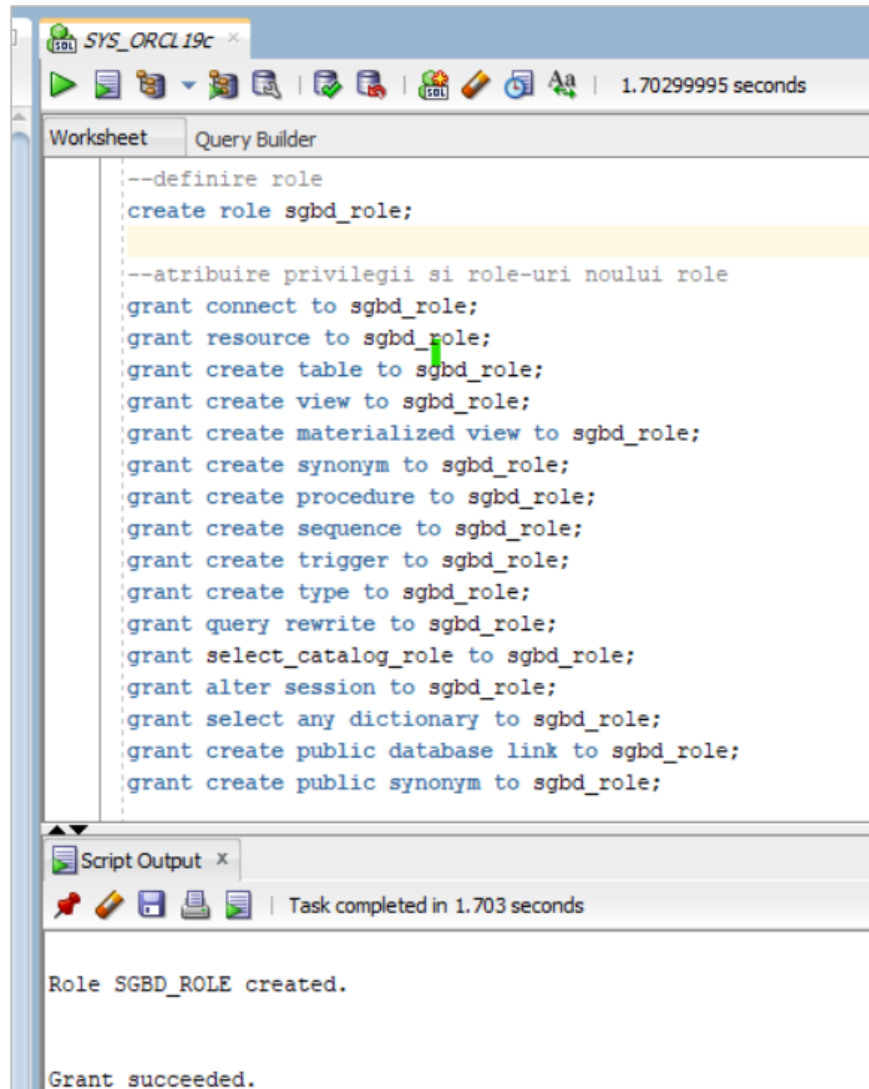 SYS_ORCL19c
1.70299995 seconds
Worksheet Query Builder
--definire role
create role sgbd_role;
--atribuire privilegii si role-uri noului role
grant connect to sgbd_role;
grant resource to sgbd_role;
grant create table to sgbd_role;
grant create view to sgbd_role;
grant create materialized view to sgbd_role;
grant create synonym to sgbd_role;
grant create procedure to sgbd_role;
grant create sequence to sgbd_role;
grant create trigger to sgbd_role;
grant create type to sgbd_role;
grant query rewrite to sgbd_role;
grant select_catalog_role to sgbd_role;
grant alter session to sgbd_role;
grant select any dictionary to sgbd_role;
grant create public database link to sgbd_role;
grant create public synonym to sgbd_role;
Script Output x
Task completed in 1.703 seconds
Role SGBD_ROLE created.
Grant succeeded.